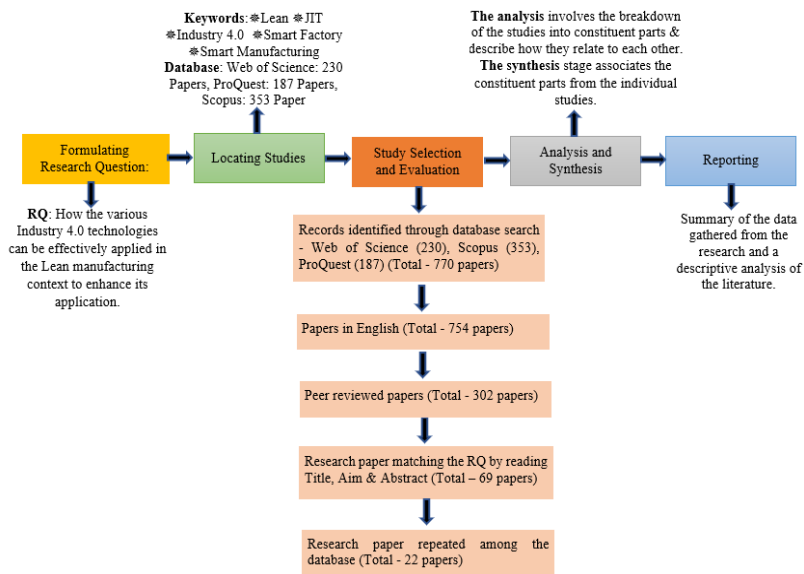 Keywords: ✵Lean ✵JIT
✵Industry 4.0 ✵Smart Factory
✵Smart Manufacturing
Database: Web of Science: 230
Papers, ProQuest: 187 Papers,
Scopus: 353 Paper
The analysis involves the breakdown
of the studies into constituent parts &
describe how they relate to each other.
The synthesis stage associates the
constituent parts from the individual
studies.
Formulating
Research Question:
Locating Studies
Study Selection
and Evaluation
Analysis and
Synthesis
Reporting
RQ: How the various
Industry 4.0 technologies
can be effectively applied in
the Lean manufacturing
context to enhance its
application.
Records identified through database search
- Web of Science (230), Scopus (353),
ProQuest (187) (Total - 770 papers)
Papers in English (Total - 754 papers)
Peer reviewed papers (Total - 302 papers)
Research paper matching the RQ by reading
Title, Aim & Abstract (Total – 69 papers)
Research paper repeated among the
database (Total - 22 papers)
Summary of the data
gathered from the
research and a
descriptive analysis of
the literature.